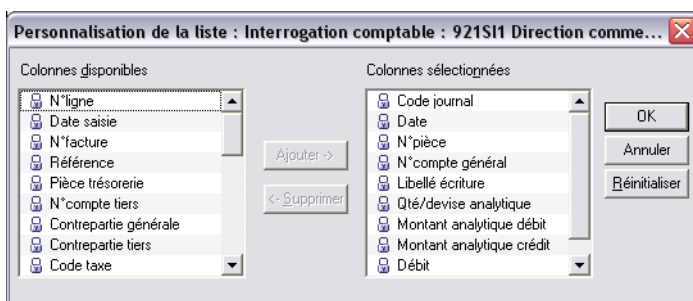 Personnalisation de la liste : Interrogation comptable : 921SI1 Direction comme...
Colonnes disponibles
N°ligne
Date saisie
N°facture
Référence
Pièce trésorerie
N°compte tiers
Contrepartie générale
Contrepartie tiers
Code taxe
Ajouter ->
<- Supprimer
Colonnes sélectionnées
Code journal
Date
N°pièce
N°compte général
Libellé écriture
Qté/devise analytique
Montant analytique débit
Montant analytique crédit
Débit
OK
Annuler
Réinitialiser